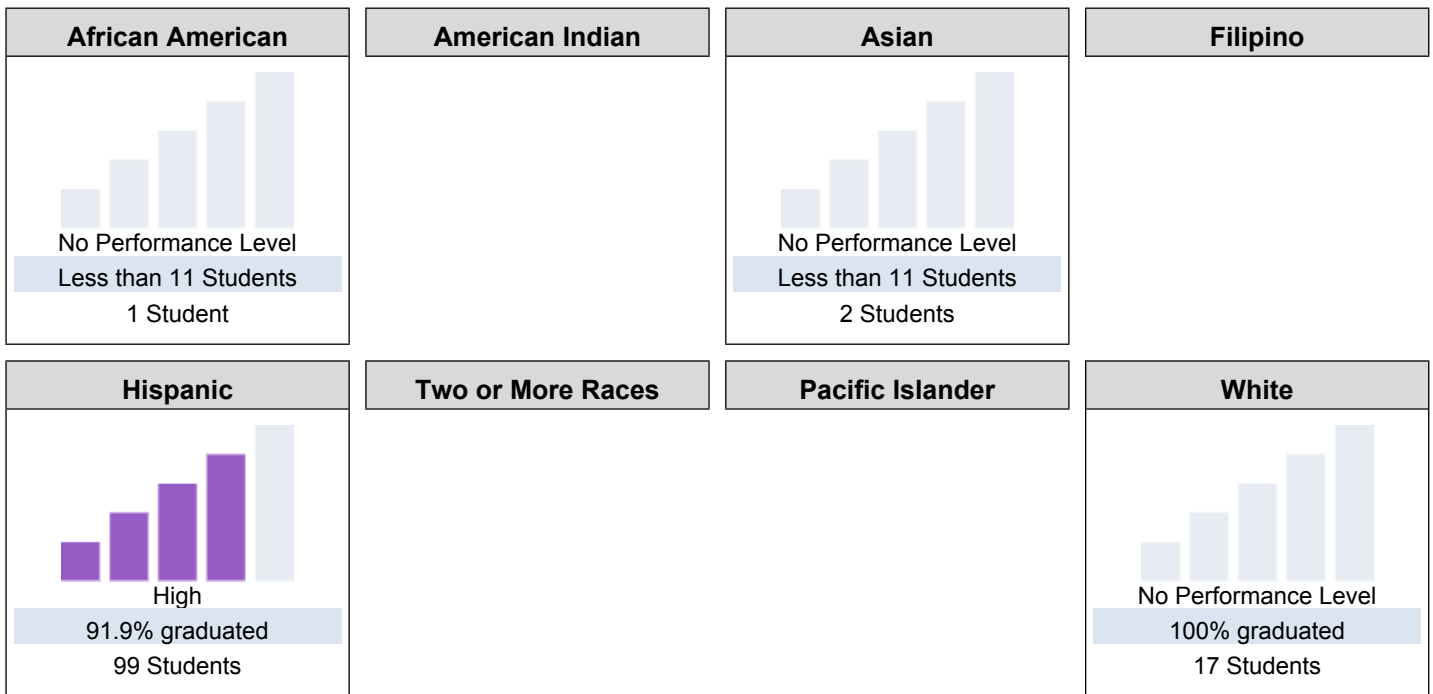 African American
American Indian
Asian
Filipino
No Performance Level
Less than 11 Students
1 Student
No Performance Level
Less than 11 Students
2 Students
Hispanic
Two or More Races
Pacific Islander
White
High
91.9% graduated
99 Students
No Performance Level
100% graduated
17 Students